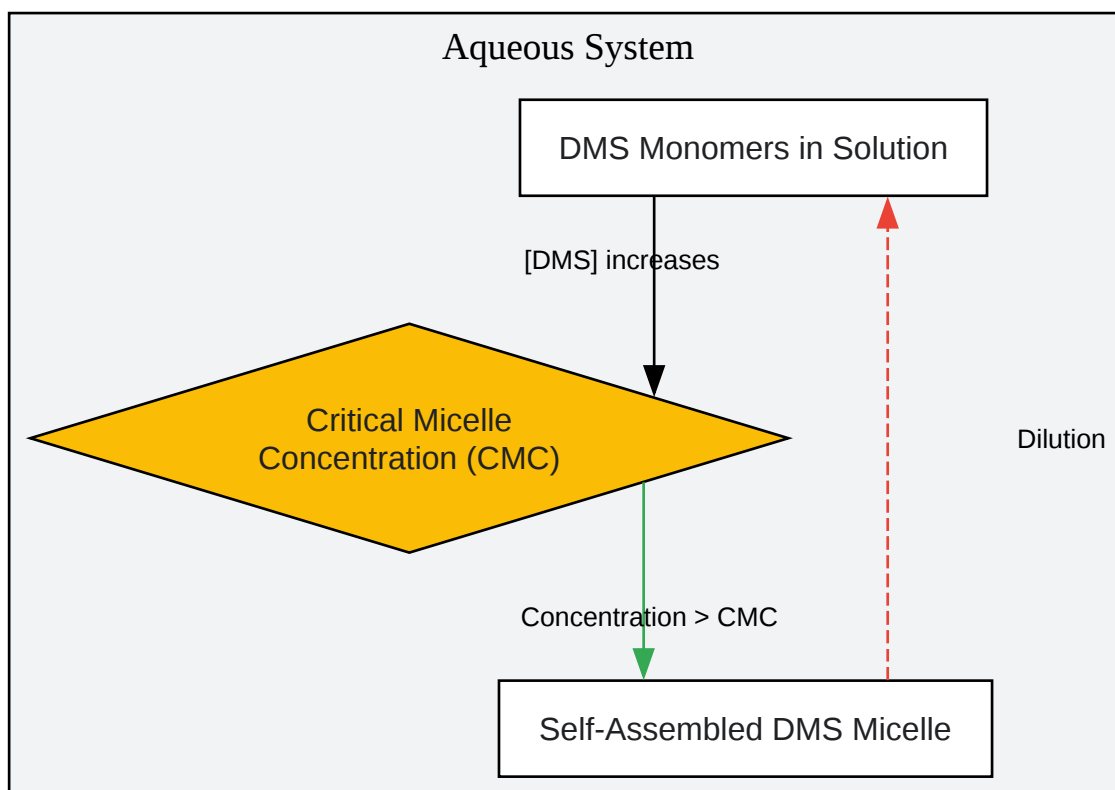 Aqueous System
DMS Monomers in Solution
[DMS] increases
Critical Micelle
Concentration (CMC)
Dilution
Concentration > CMC
Self-Assembled DMS Micelle